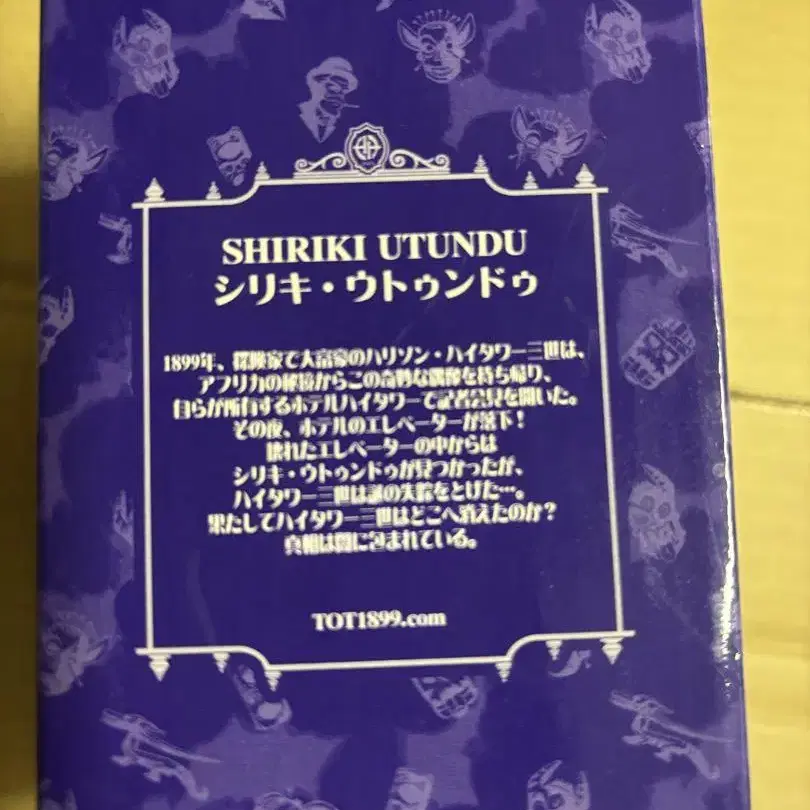 SHIRIKI UTUNDU
シリキ・ウトゥンドゥ
1899年、探険家で大富豪のハリソン・ハイタワー三世は、
アフリカの秘境からこの奇妙な偶像を持ち帰り、
自らが所有するホテルハイタワーで記者会見を開いた。
その夜、ホテルのエレベーターが落下！
壊れたエレベーターの中からは
シリキ・ウトゥンドゥが見つかったが、
ハイタワー三世は謎の失踪をとげた…。
果たしてハイタワー三世はどこへ消えたのか？
真相は闇に包まれている。
TOT1899.com